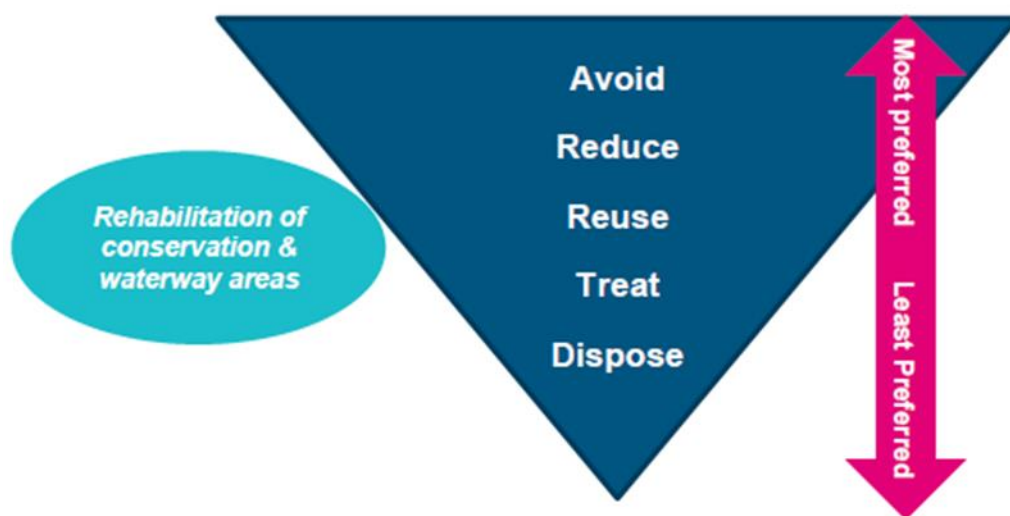 Avoid
Reduce
Reuse
Treat
Dispose
Rehabilitation of
conservation &
waterway areas
Most preferred
Least Preferred